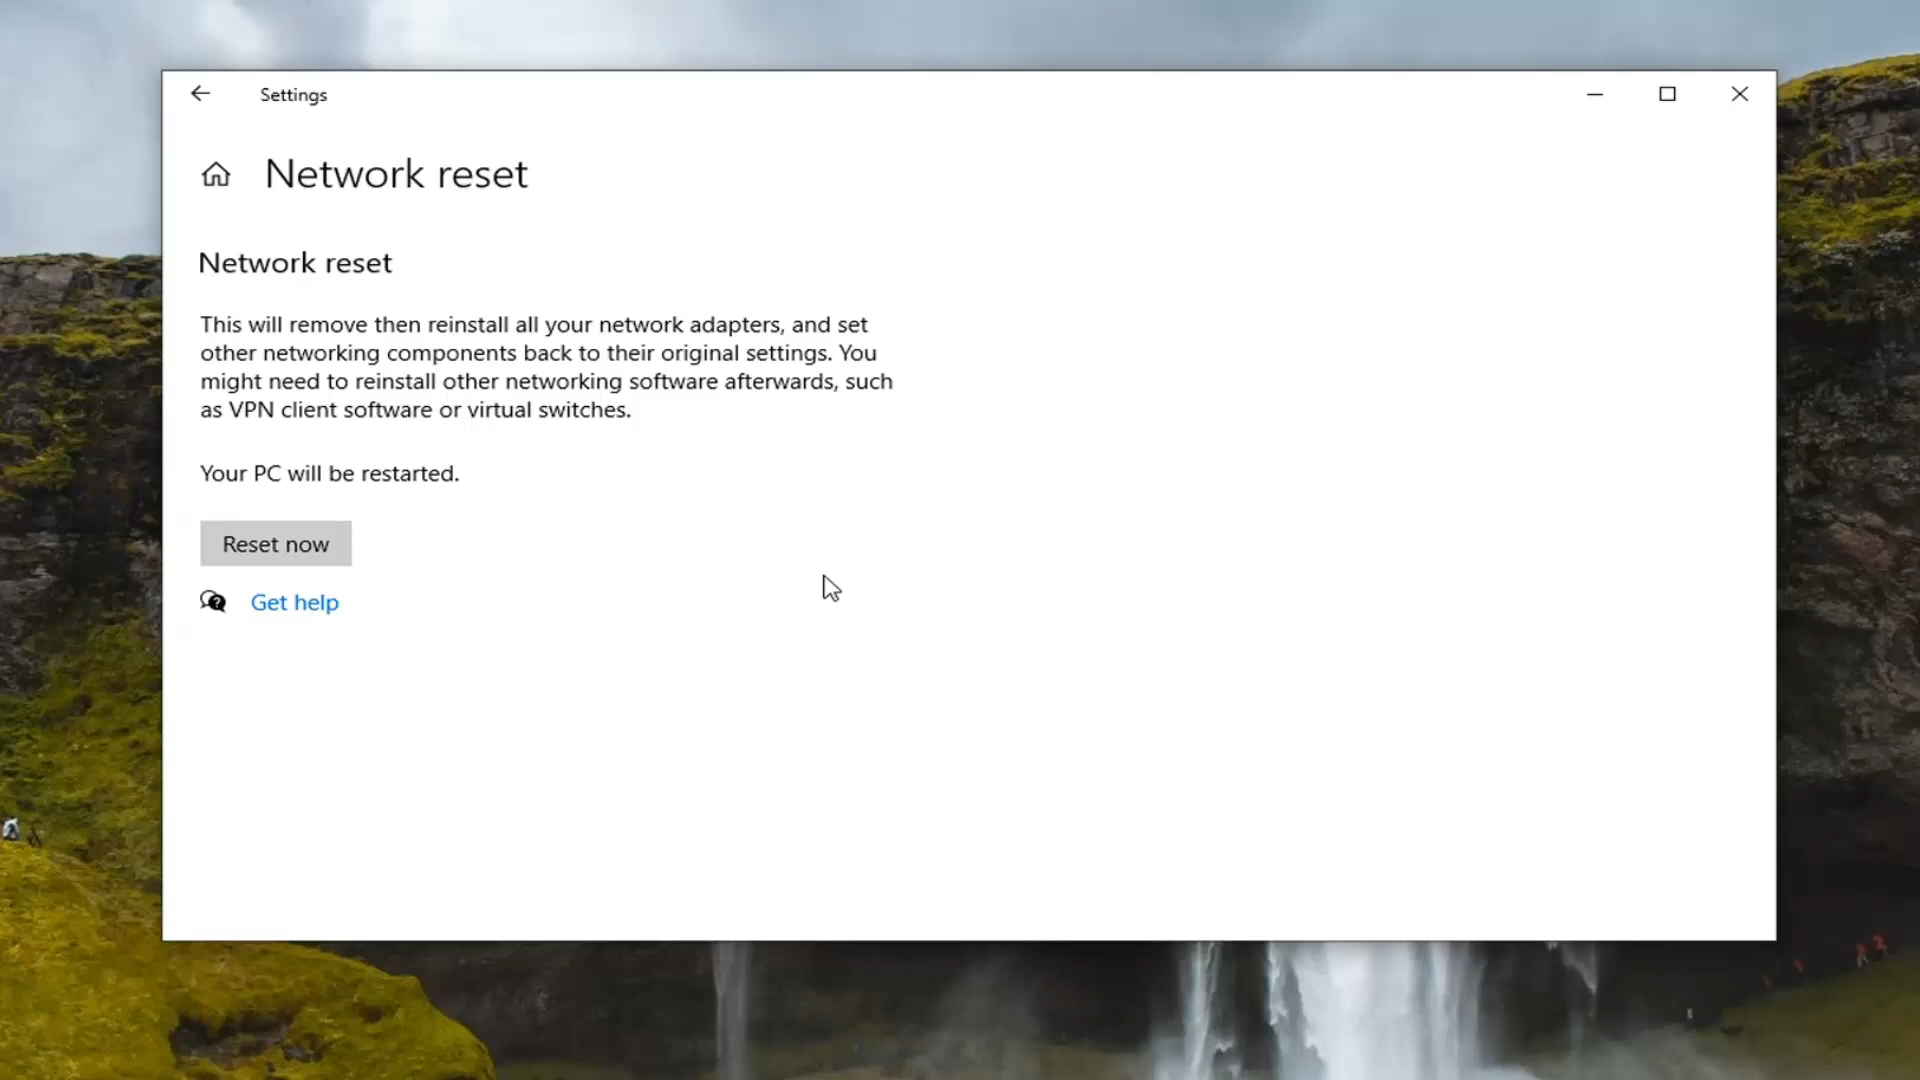 Settings
Network reset
Network reset
This will remove then reinstall all your network adapters, and set
other networking components back to their original settings. You
might need to reinstall other networking software afterwards, such
as VPN client software or virtual switches.
Your PC will be restarted.
Reset now
Get help